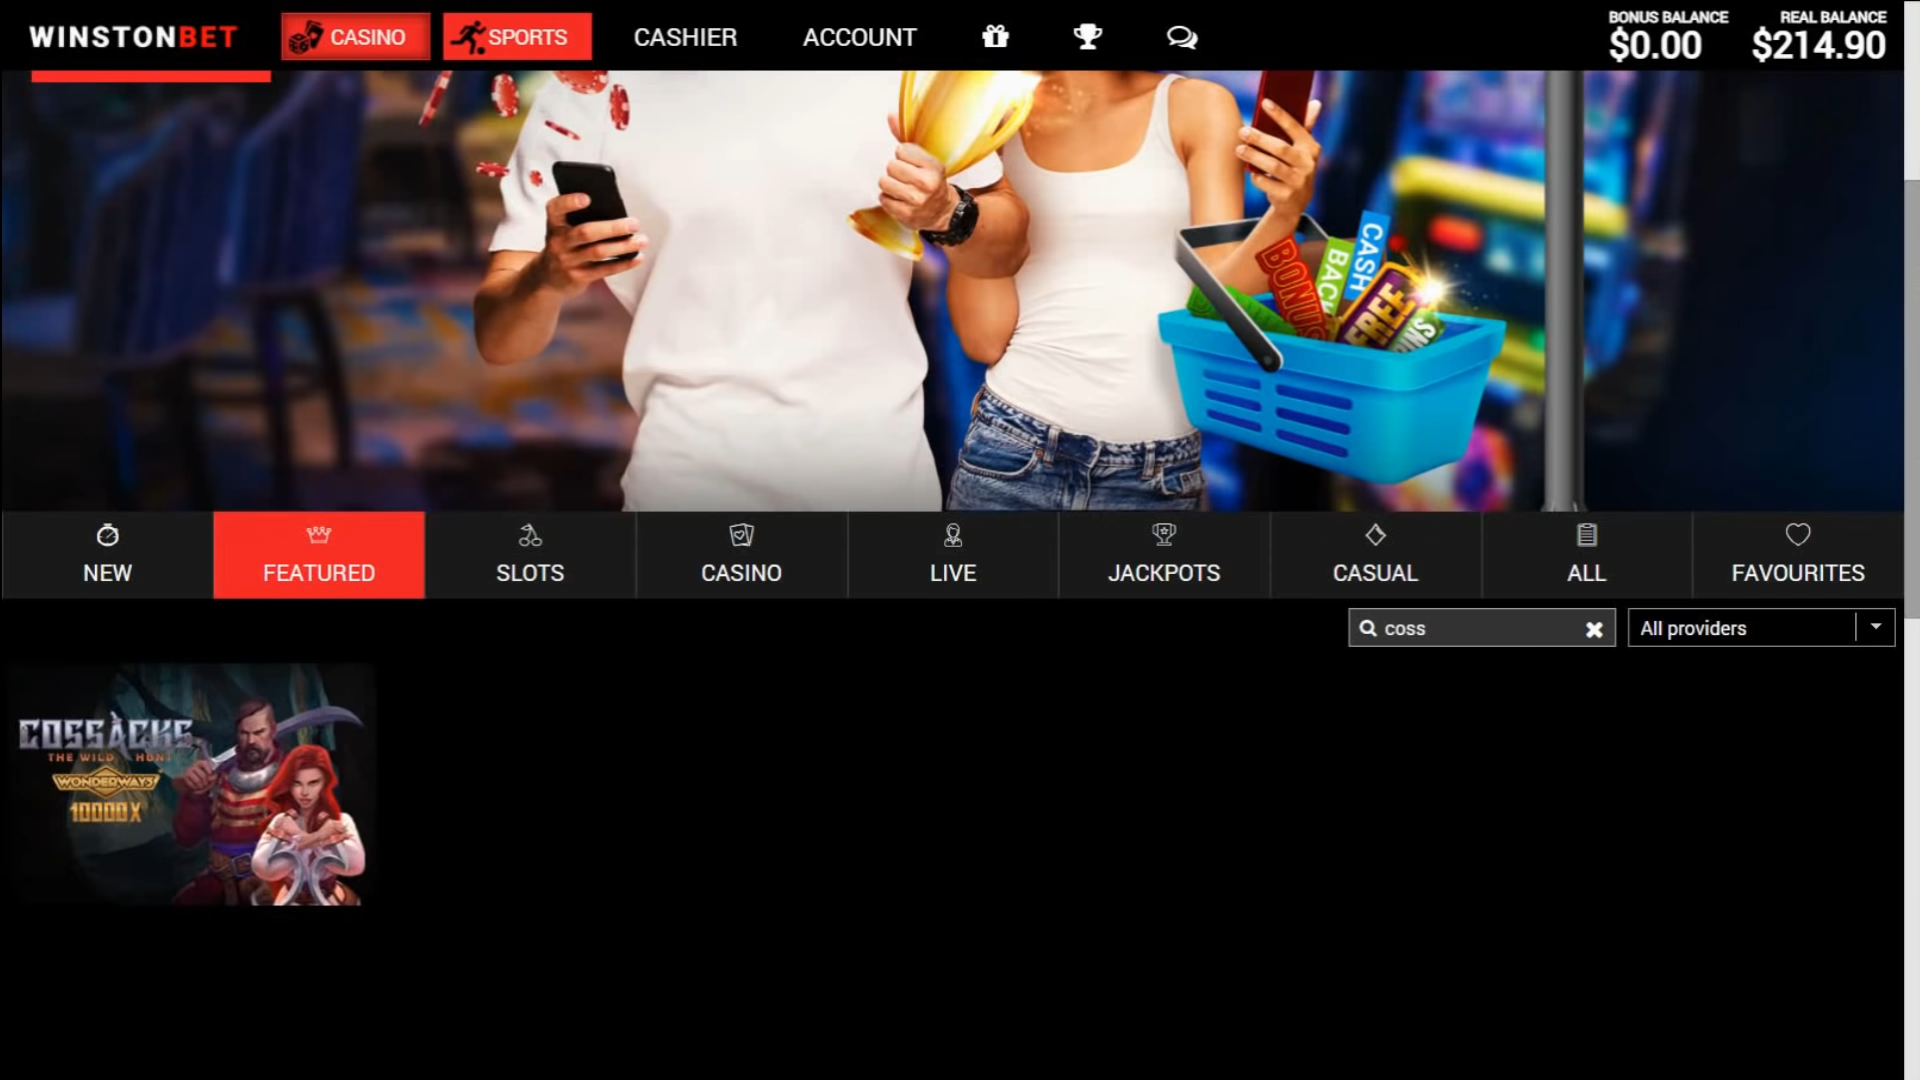 WINSTONBET
CASINO
SPORTS
CASHIER
ACCOUNT
BONUS BALANCE
$0.00
REAL BALANCE
$214.90
BONUS
BACK
CASH
FREE
NEW
FEATURED
SLOTS
CASINO
LIVE
JACKPOTS
CASUAL
ALL
FAVOURITES
coss
All providers
COSSACKS
THE WILD HUNT
WONDERWAYS
10000X